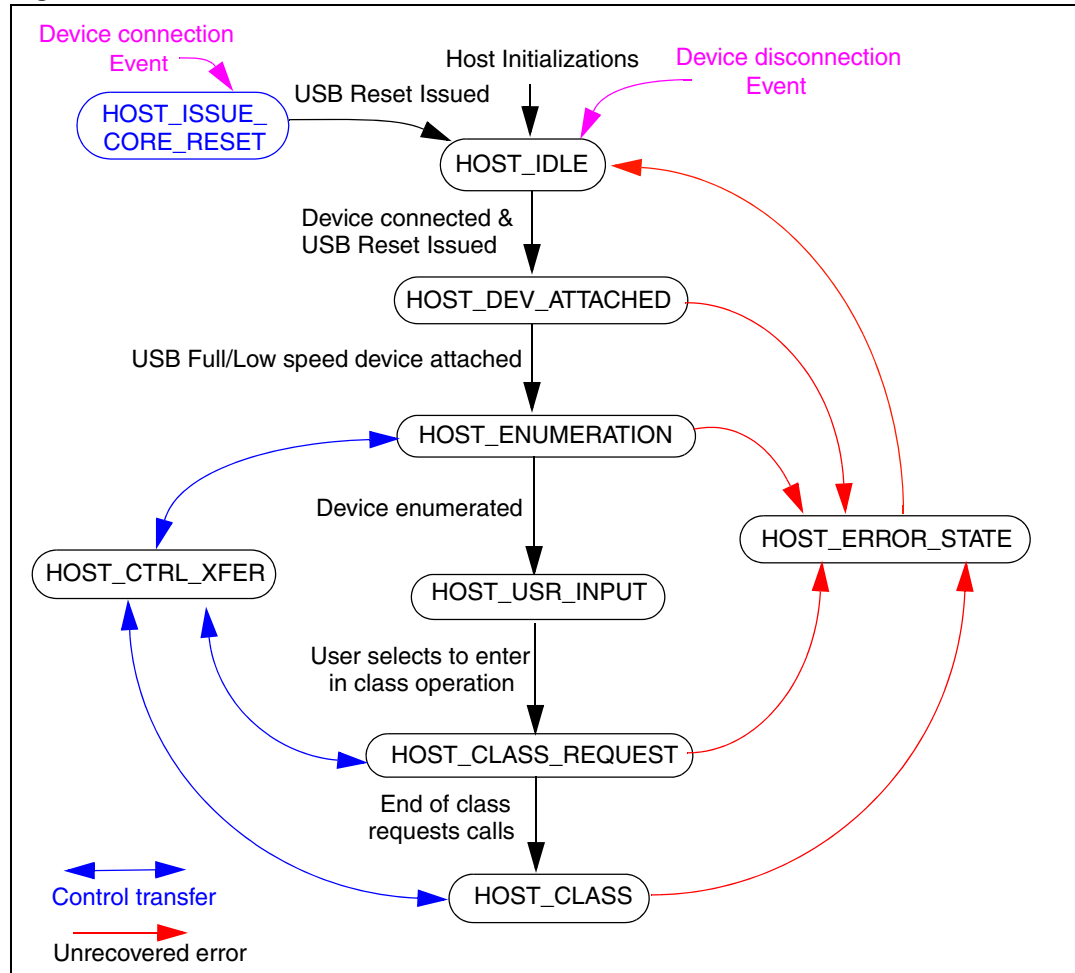 Device connection
Event
Host Initializations
Device disconnection
Event
USB Reset Issued
HOST_ISSUE_
CORE_RESET
HOST_IDLE
Device connected &
USB Reset Issued
HOST_DEV_ATTACHED
USB Full/Low speed device attached
HOST_ENUMERATION
Device enumerated
HOST_ERROR_STATE
HOST_CTRL_XFER
HOST_USR_INPUT
User selects to enter
in class operation
HOST_CLASS_REQUEST
End of class
requests calls
HOST_CLASS
Control transfer
Unrecovered error